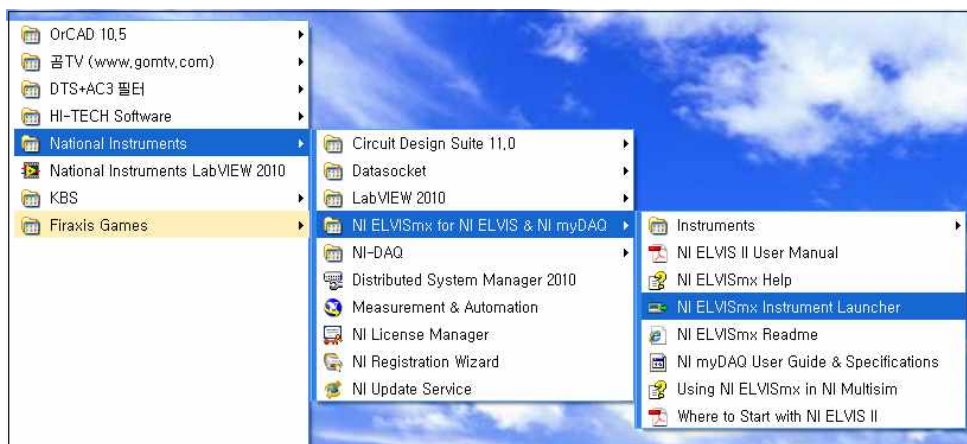 OrCAD 10,5
곰TV (www,gomtv,com)
DTS+AC3 필터
HI-TECH Software
National Instruments
National Instruments LabVIEW 2010
KBS
Firaxis Games
Circuit Design Suite 11,0
Datasocket
LabVIEW 2010
NI ELVISmx for NI ELVIS & NI myDAQ
NI-DAQ
Distributed System Manager 2010
Measurement & Automation
NI License Manager
NI Registration Wizard
NI Update Service
Instruments
NI ELVIS II User Manual
NI ELVISmx Help
NI ELVISmx Instrument Launcher
NI ELVISmx Readme
NI myDAQ User Guide & Specifications
Using NI ELVISmx in NI Multisim
Where to Start with NI ELVIS II